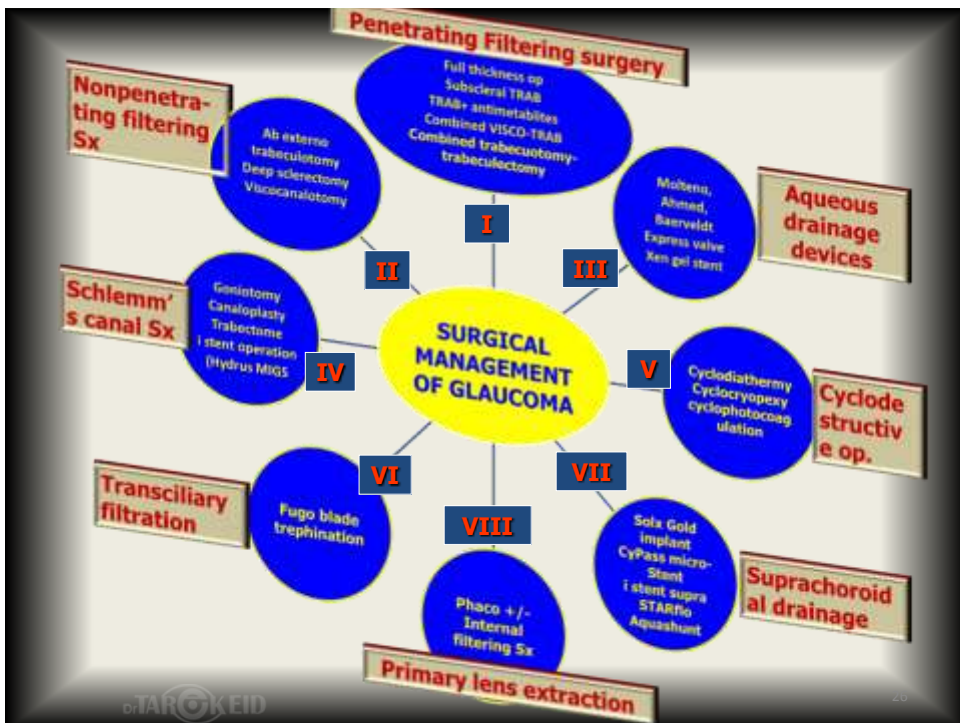 Penetrating Filtering surgery
Full thickness op
Subscleral TRAB
TRAB+ antimetablites
Combined VISCO-TRAB
Combined trabecuotomy-
trabeculectomy
I
Nonpenetra-
ting filtering
Sx
Ab externo
trabeculotomy
Deep sclerectomy
Viscocanalotomy
II
Molteno,
Ahmed,
Baerveldt
Express valve
Xen gel stent
III
Aqueous
drainage
devices
Schlemm'
s canal Sx
Goniotomy
Canaloplasty
Trabectome
i stent operation
(Hydrus MIGS
IV
SURGICAL
MANAGEMENT
OF GLAUCOMA
V
Cyclodiathermy
Cyclocryopexy
cyclophotocoag
ulation
Cyclode
structiv
e op.
Transciliary
filtration
Fugo blade
trephination
VI
VII
Solx Gold
implant
CyPass micro-
Stent
i stent supra
STARflo
Aquashunt
Suprachoroid
al drainage
VIII
Phaco +/-
Internal
filtering Sx
Primary lens extraction
Dr TAROKEID
26